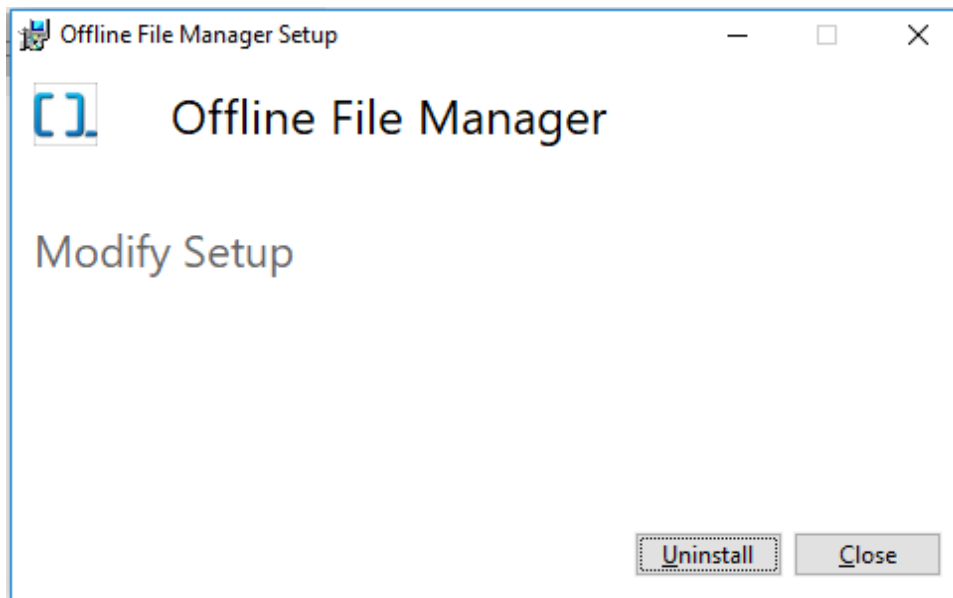 Offline File Manager Setup
Offline File Manager
Modify Setup
Uninstall Close